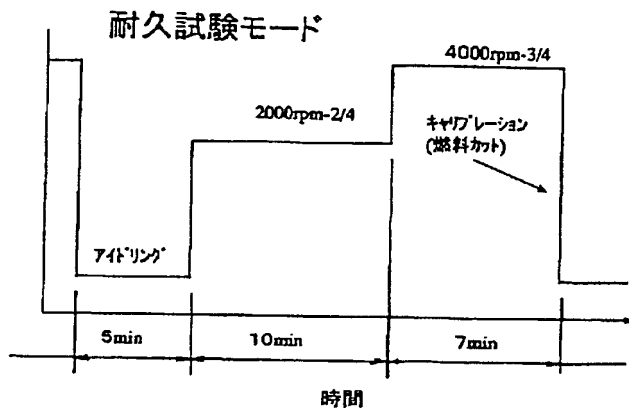 耐久試験モード
4000rpm-3/4
2000rpm-2/4
キャリブレーション
(燃料カット)
アイドリング
5min
10min
7min
時間